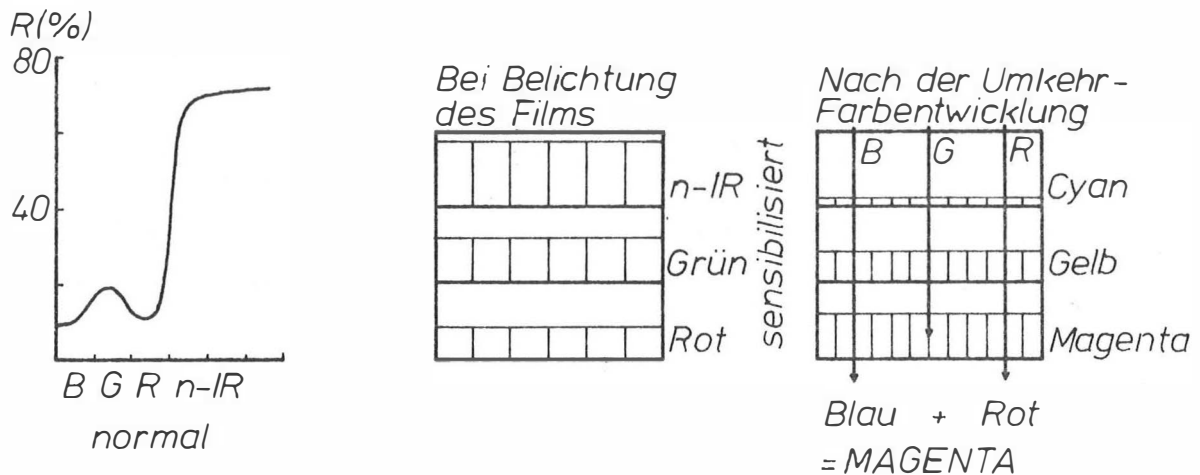 R(%)
80
40
B G R n-IR
normal
Bei Belichtung
des Films
n-IR
Grün
Rot
sensibilisiert
Nach der Umkehr-
Farbentwicklung
B G R
Cyan
Gelb
Magenta
Blau + Rot
= MAGENTA